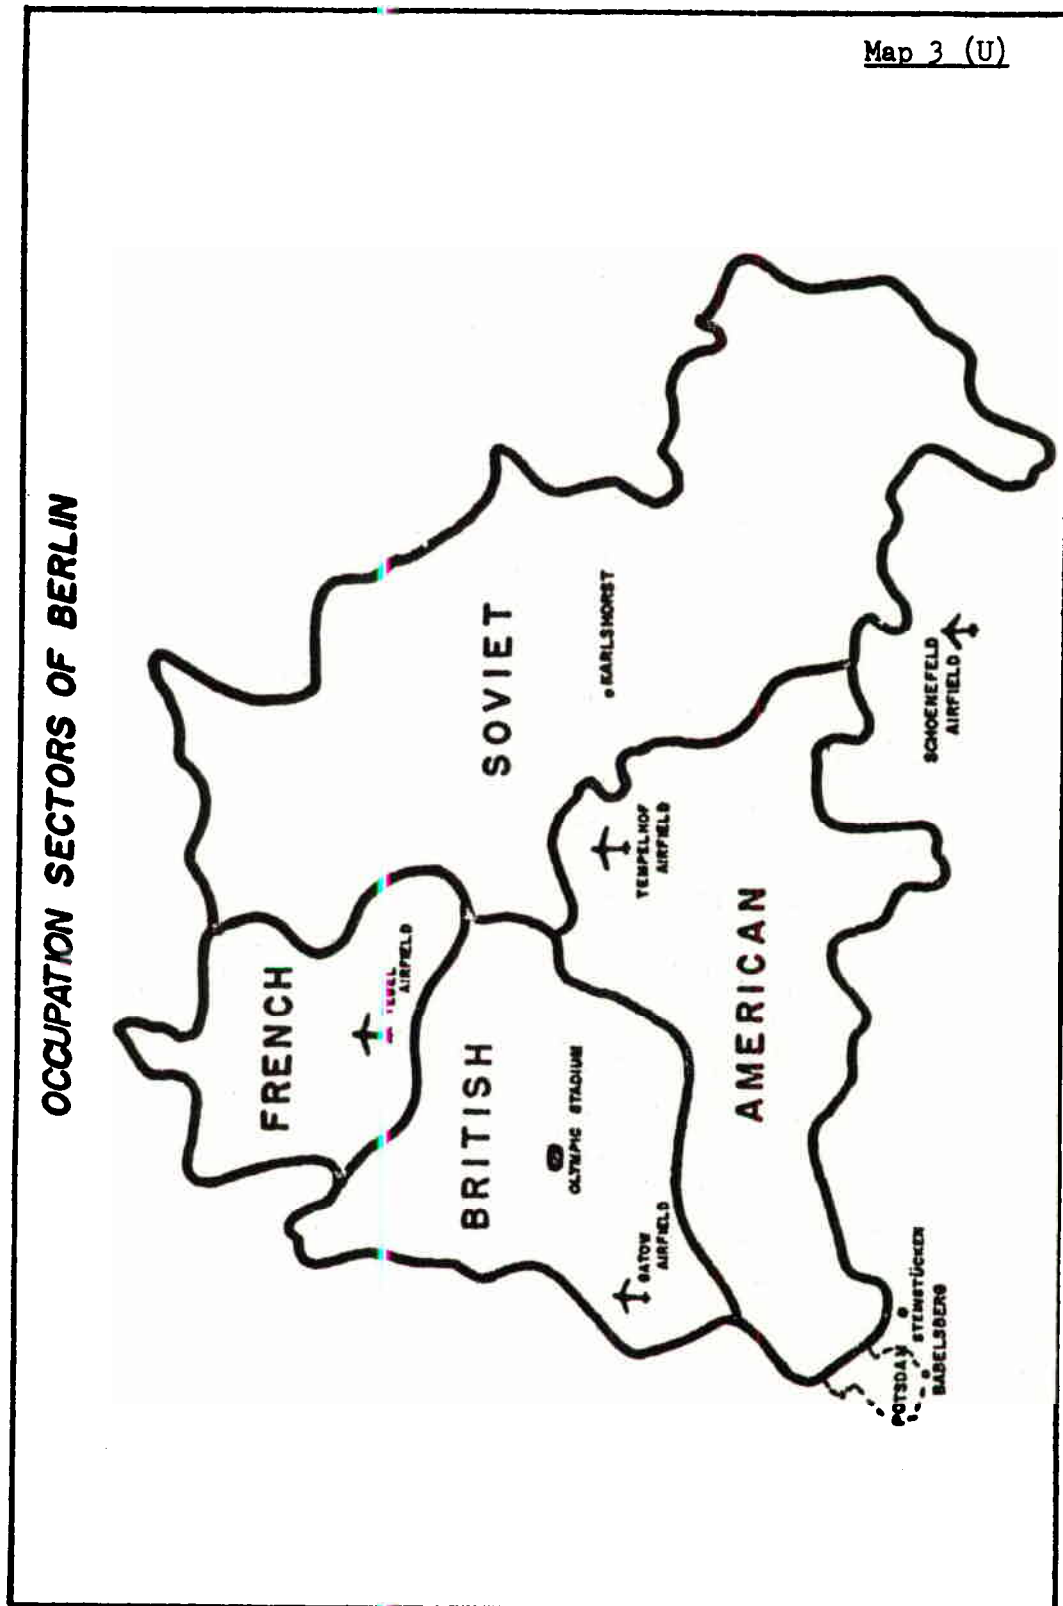 Map 3 (U)
OCCUPATION SECTORS OF BERLIN
FRENCH
TEGEL
AIRFIELD
SOVIET
KARLSHORST
BRITISH
OLYMPIC STADIUM
GATOW
AIRFIELD
TEMPELHOF
AIRFIELD
AMERICAN
SCHOENEFELD
AIRFIELD
POTSDAM
STEINSTÜCKEN
BABELSBERG